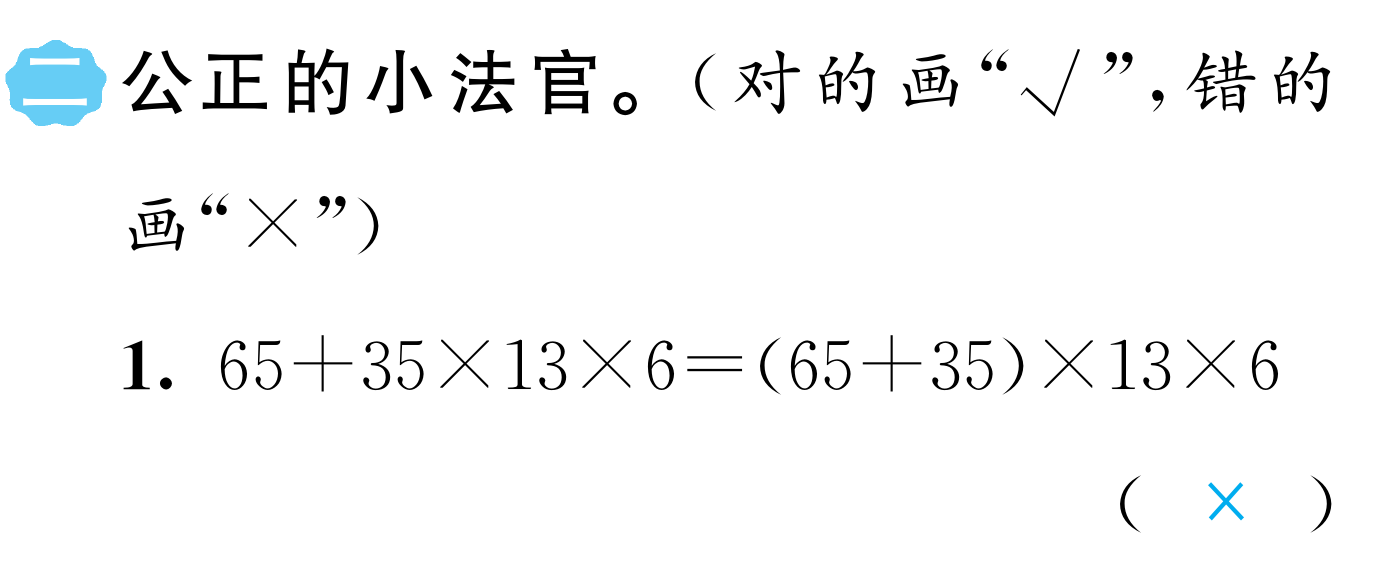 二 公正的小法官。(对的画“√”,错的
画“×”)
1. 65+35×13×6=(65+35)×13×6
( × )